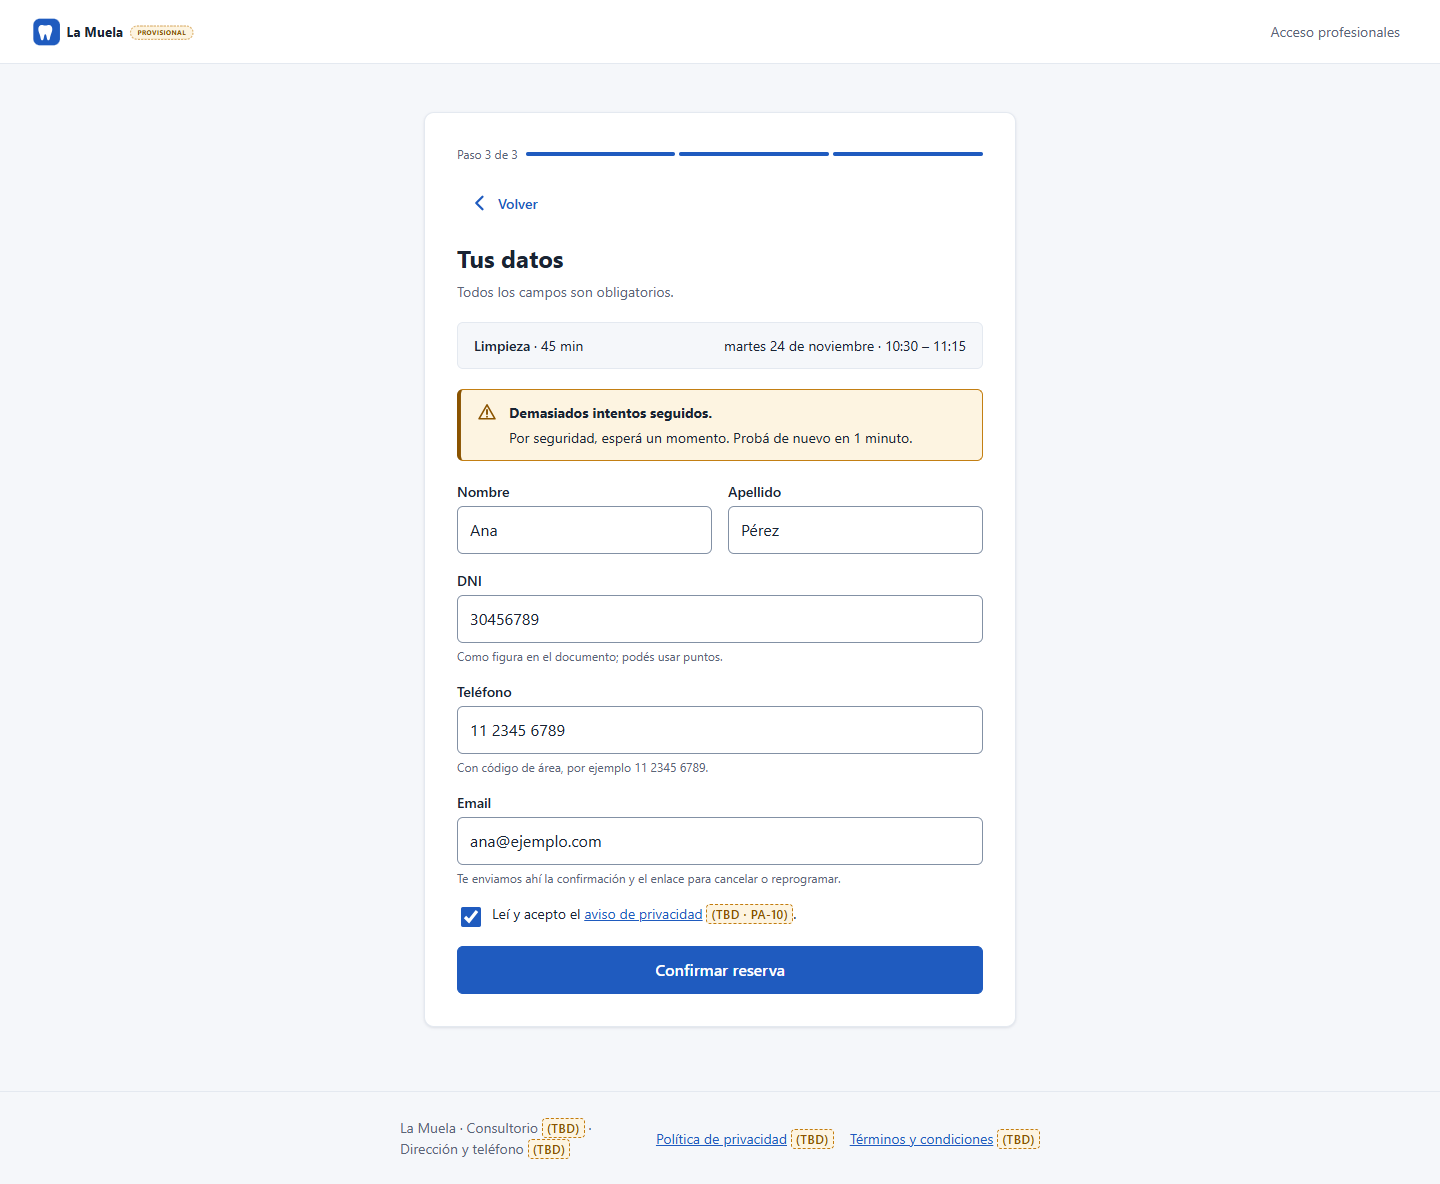 La Muela PROVISIONAL
Acceso profesionales
Paso 3 de 3
Volver
Tus datos
Todos los campos son obligatorios.
Limpieza · 45 min
martes 24 de noviembre · 10:30 – 11:15
Demasiados intentos seguidos.
Por seguridad, esperá un momento. Probá de nuevo en 1 minuto.
Nombre
Apellido
Ana
Pérez
DNI
30456789
Como figura en el documento; podés usar puntos.
Teléfono
11 2345 6789
Con código de área, por ejemplo 11 2345 6789.
Email
ana@ejemplo.com
Te enviamos ahí la confirmación y el enlace para cancelar o reprogramar.
Leí y acepto el aviso de privacidad (TBD · PA-10).
Confirmar reserva
La Muela · Consultorio (TBD) ·
Dirección y teléfono (TBD)
Política de privacidad (TBD)
Términos y condiciones (TBD)